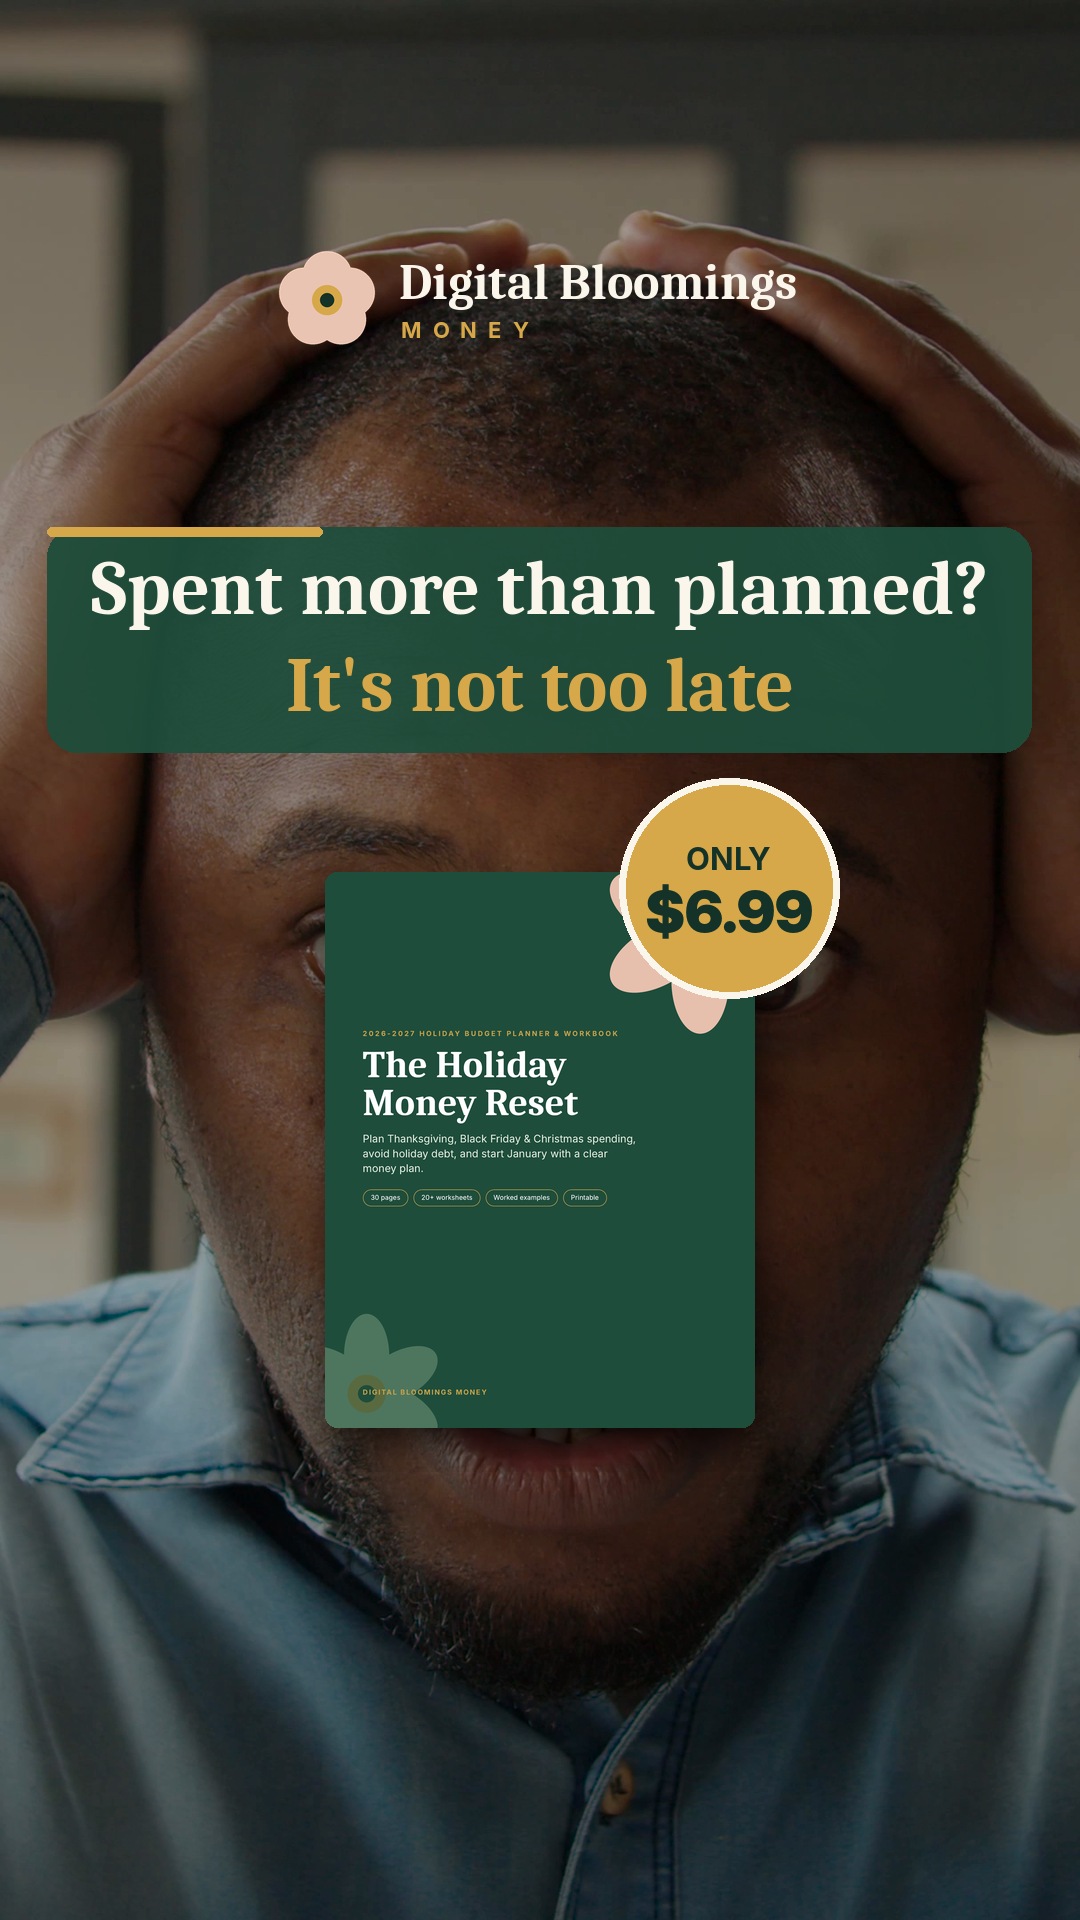 Digital Bloomings
MONEY
Spent more than planned?
It's not too late
ONLY
$6.99
2026-2027 HOLIDAY BUDGET PLANNER & WORKBOOK
The Holiday
Money Reset
Plan Thanksgiving, Black Friday & Christmas spending,
avoid holiday debt, and start January with a clear
money plan.
30 pages
20+ worksheets
Worked examples
Printable
DIGITAL BLOOMINGS MONEY